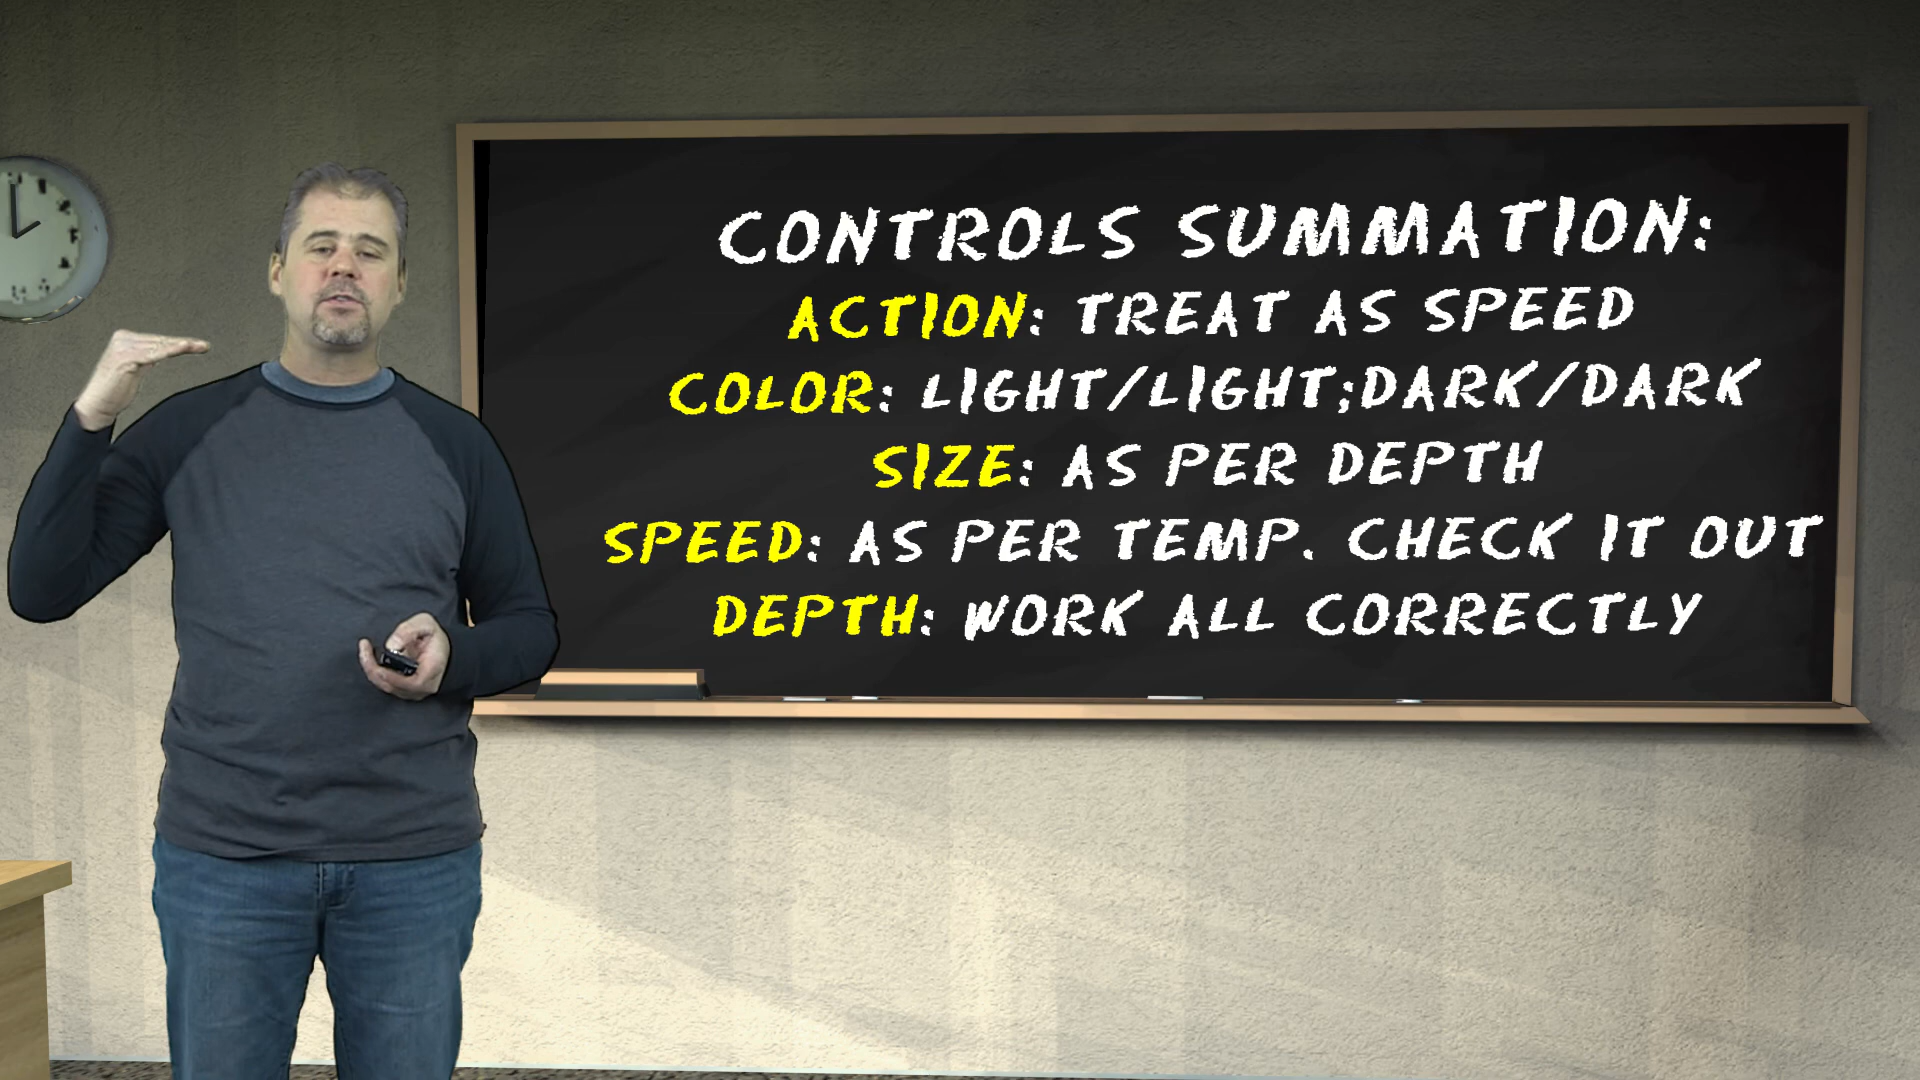 CONTROLS SUMMATION:
ACTION: TREAT AS SPEED
COLOR: LIGHT/LIGHT;DARK/DARK
SIZE: AS PER DEPTH
SPEED: AS PER TEMP. CHECK IT OUT
DEPTH: WORK ALL CORRECTLY